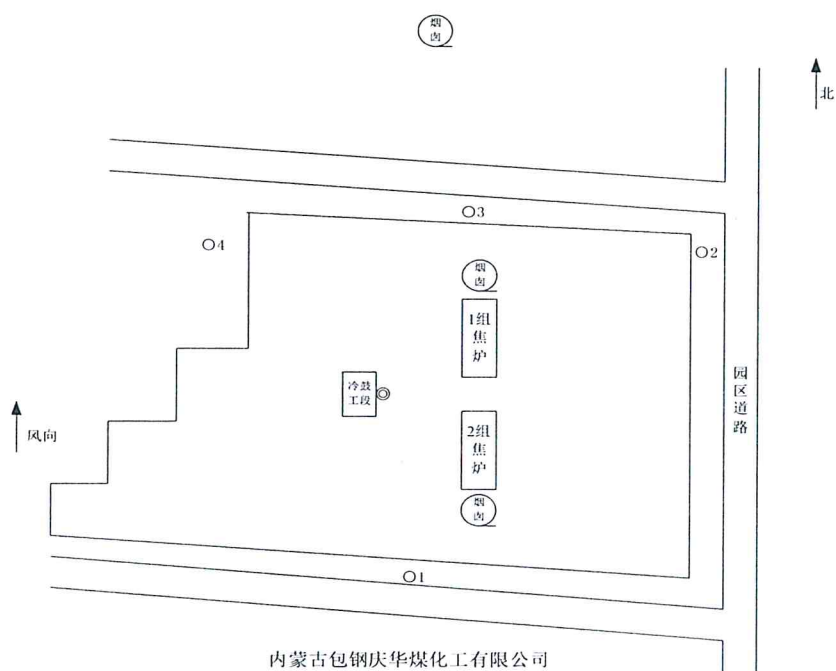 烟
囱
北
○3
○4
○2
烟
囱
1组
焦
炉
园
区
道
路
冷鼓
工段
风向
2组
焦
炉
烟
囱
○1
内蒙古包钢庆华煤化工有限公司